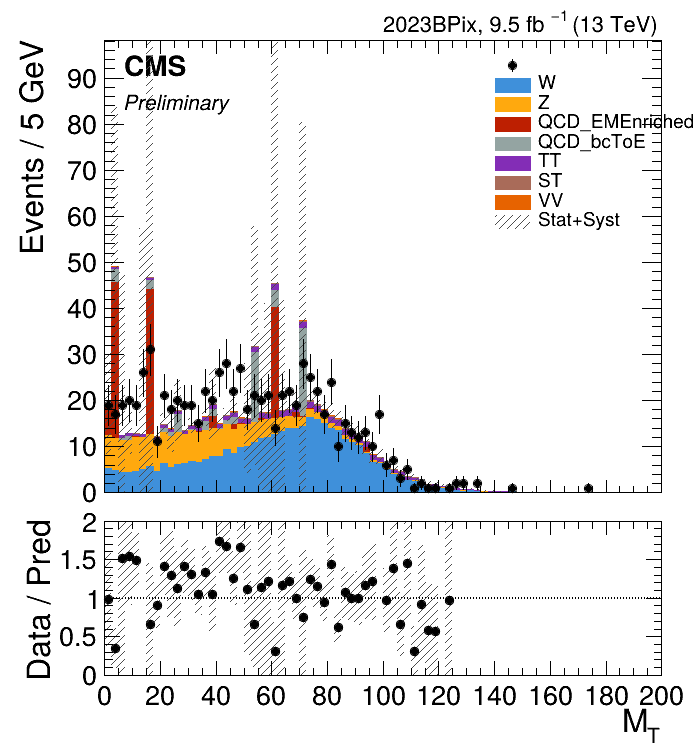 2023BPix, 9.5 fb⁻¹ (13 TeV)
Events / 5 GeV
CMS
Preliminary
W
Z
QCD_EMEnriched
QCD_bcToE
TT
ST
VV
Stat+Syst
90
80
70
60
50
40
30
20
10
0
Data / Pred
2
1.5
1
0.5
0
0 20 40 60 80 100 120 140 160 180 200
M_T